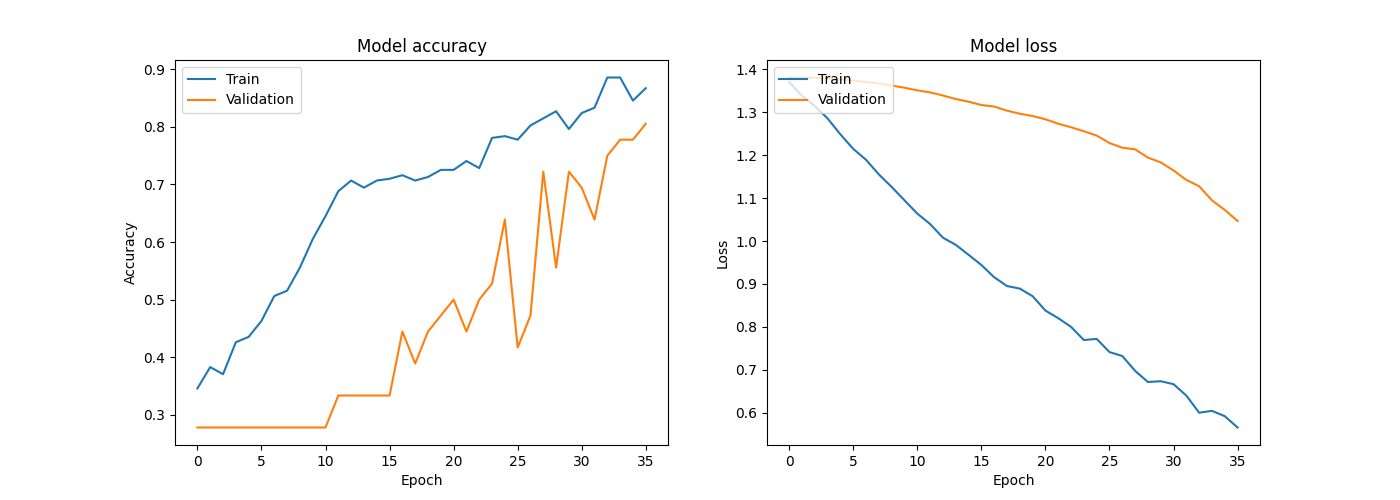 Model accuracy
Train
Validation
0.9
0.8
0.7
0.6
0.5
0.4
0.3
Accuracy
0 5 10 15 20 25 30 35
Epoch
Model loss
Train
Validation
1.4
1.3
1.2
1.1
1.0
0.9
0.8
0.7
0.6
Loss
0 5 10 15 20 25 30 35
Epoch